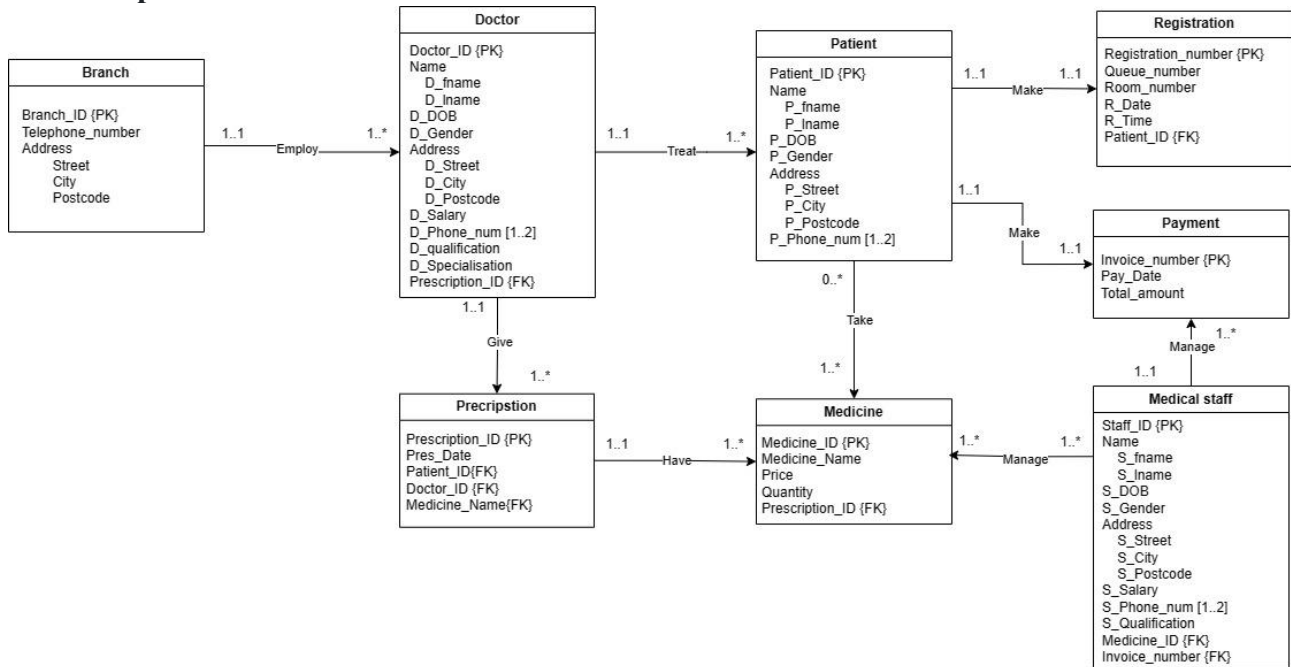 Branch
Branch_ID {PK}
Telephone_number
Address
Street
City
Postcode
1..1
Employ
1..*
Doctor
Doctor_ID {PK}
Name
D_fname
D_lname
D_DOB
D_Gender
Address
D_Street
D_City
D_Postcode
D_Salary
D_Phone_num [1..2]
D_qualification
D_Specialisation
Prescription_ID {FK}
1..1
Treat
1..*
Patient
Patient_ID {PK}
Name
P_fname
P_lname
P_DOB
P_Gender
Address
P_Street
P_City
P_Postcode
P_Phone_num [1..2]
1..1
Make
1..1
Registration
Registration_number {PK}
Queue_number
Room_number
R_Date
R_Time
Patient_ID {FK}
1..1
Make
1..1
Payment
Invoice_number {PK}
Pay_Date
Total_amount
1..1
Give
1..*
0..*
Take
1..*
Manage
1..*
1..1
Precripstion
Prescription_ID {PK}
Pres_Date
Patient_ID{FK}
Doctor_ID {FK}
Medicine_Name{FK}
1..1
Have
1..*
Medicine
Medicine_ID {PK}
Medicine_Name
Price
Quantity
Prescription_ID {FK}
1..*
Manage
1..*
Medical staff
Staff_ID {PK}
Name
S_fname
S_lname
S_DOB
S_Gender
Address
S_Street
S_City
S_Postcode
S_Salary
S_Phone_num [1..2]
S_Qualification
Medicine_ID {FK}
Invoice_number {FK}